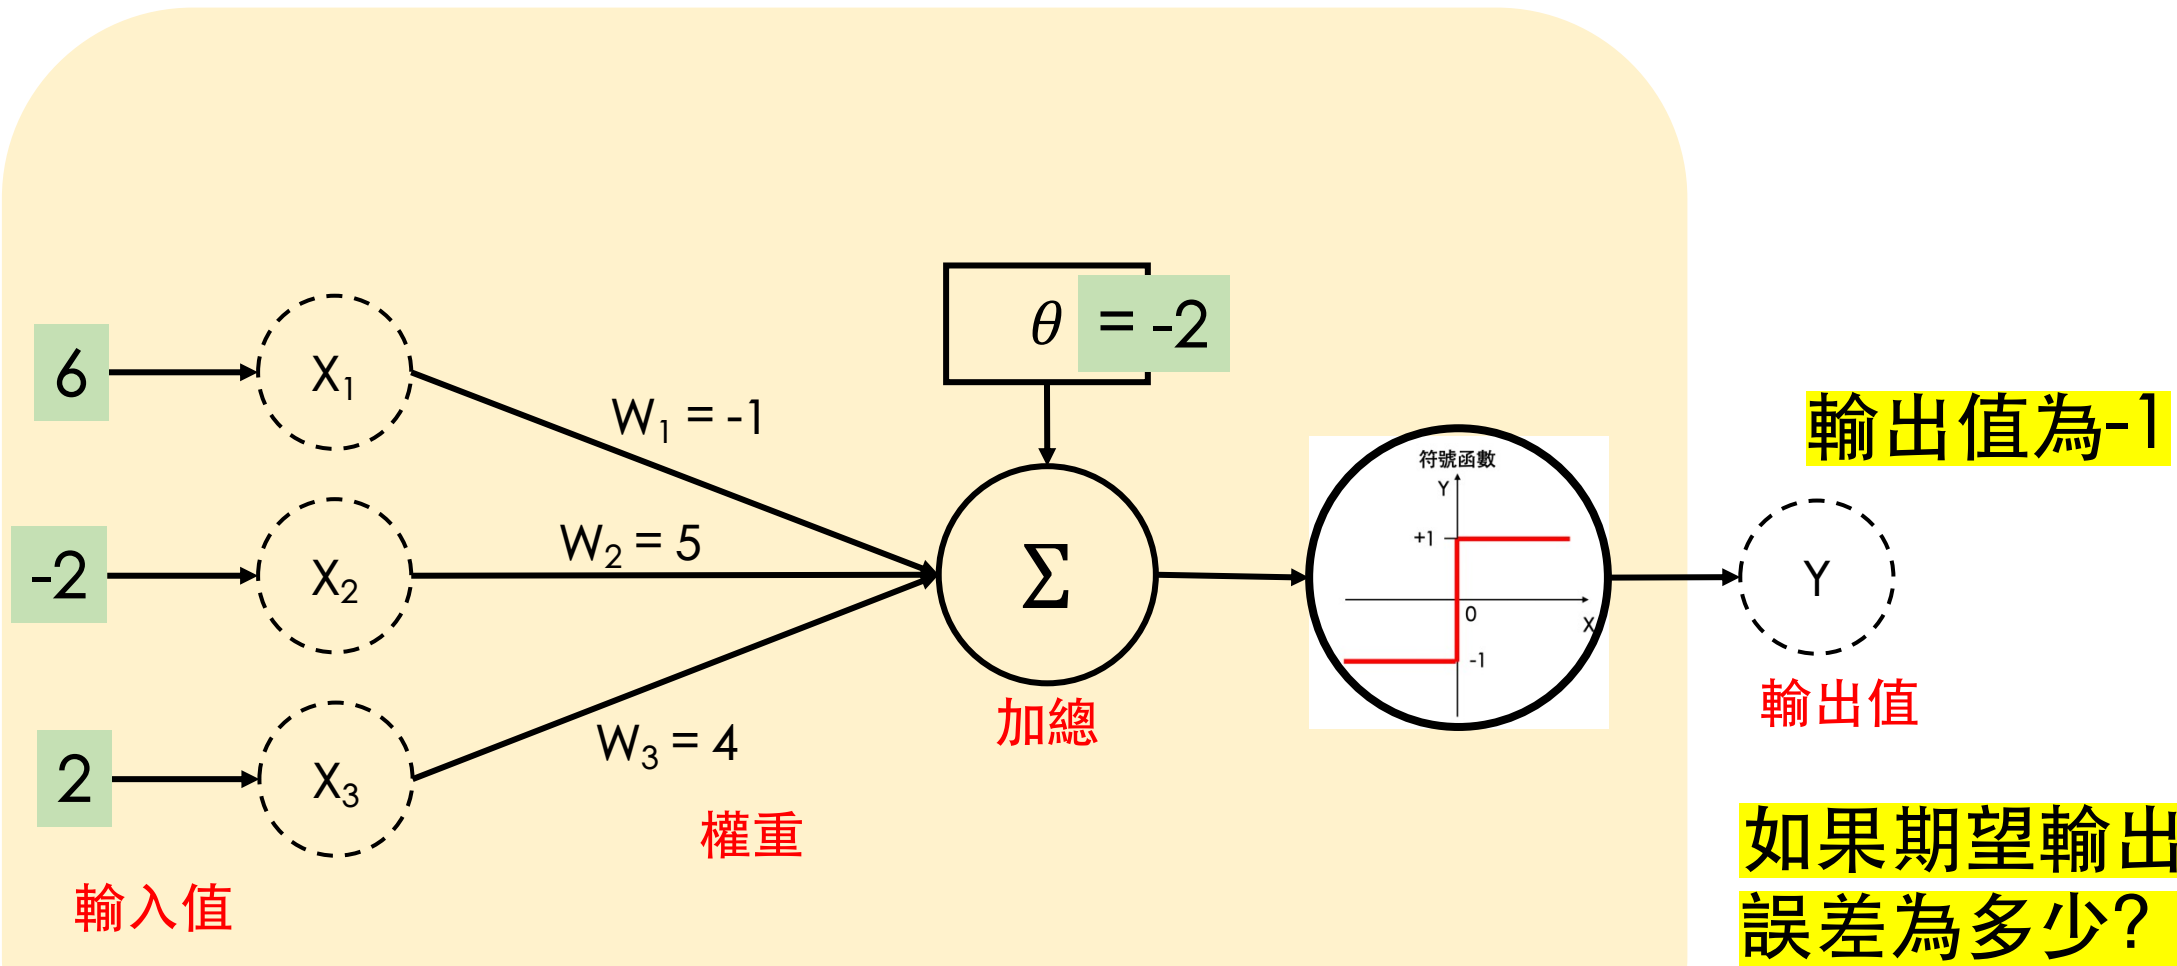 θ = -2
6
X1
W1 = -1
輸出值為-1
符號函數
Y
+1
0
X
-1
-2
X2
W2 = 5
Σ
Y
輸出值
加總
2
X3
W3 = 4
權重
輸入值
如果期望輸出
誤差為多少?